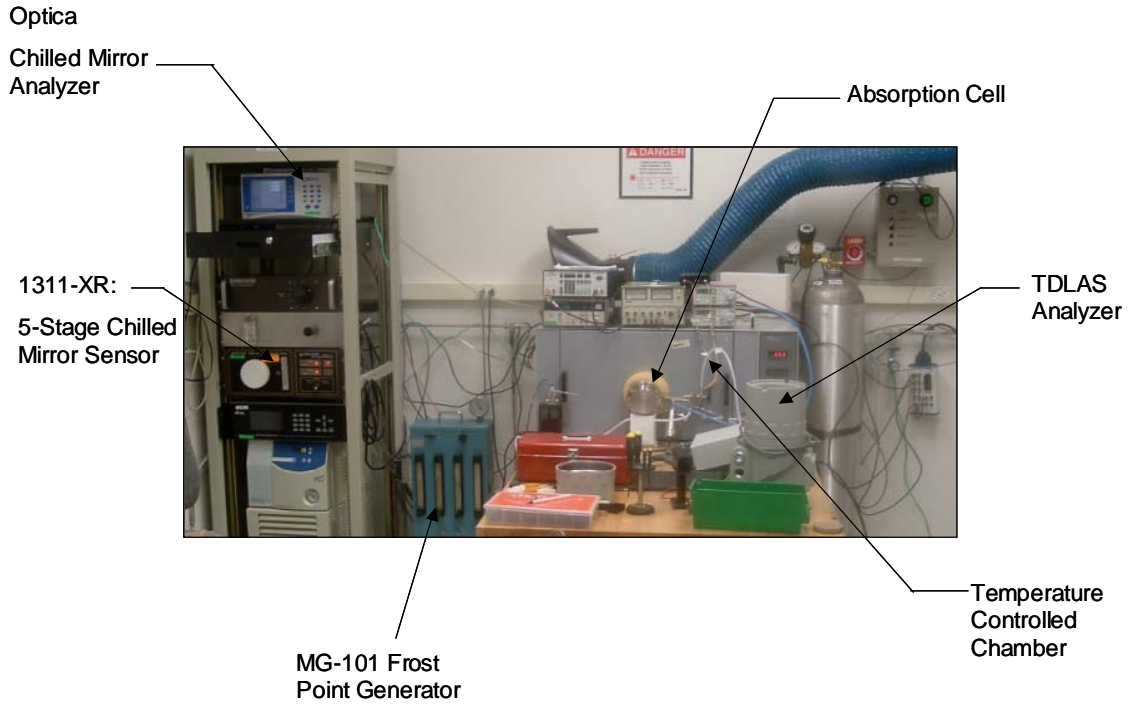 Optica
Chilled Mirror
Analyzer
Absorption Cell
DANGER
1311-XR:
5-Stage Chilled
Mirror Sensor
TDLAS
Analyzer
Temperature
Controlled
Chamber
MG-101 Frost
Point Generator